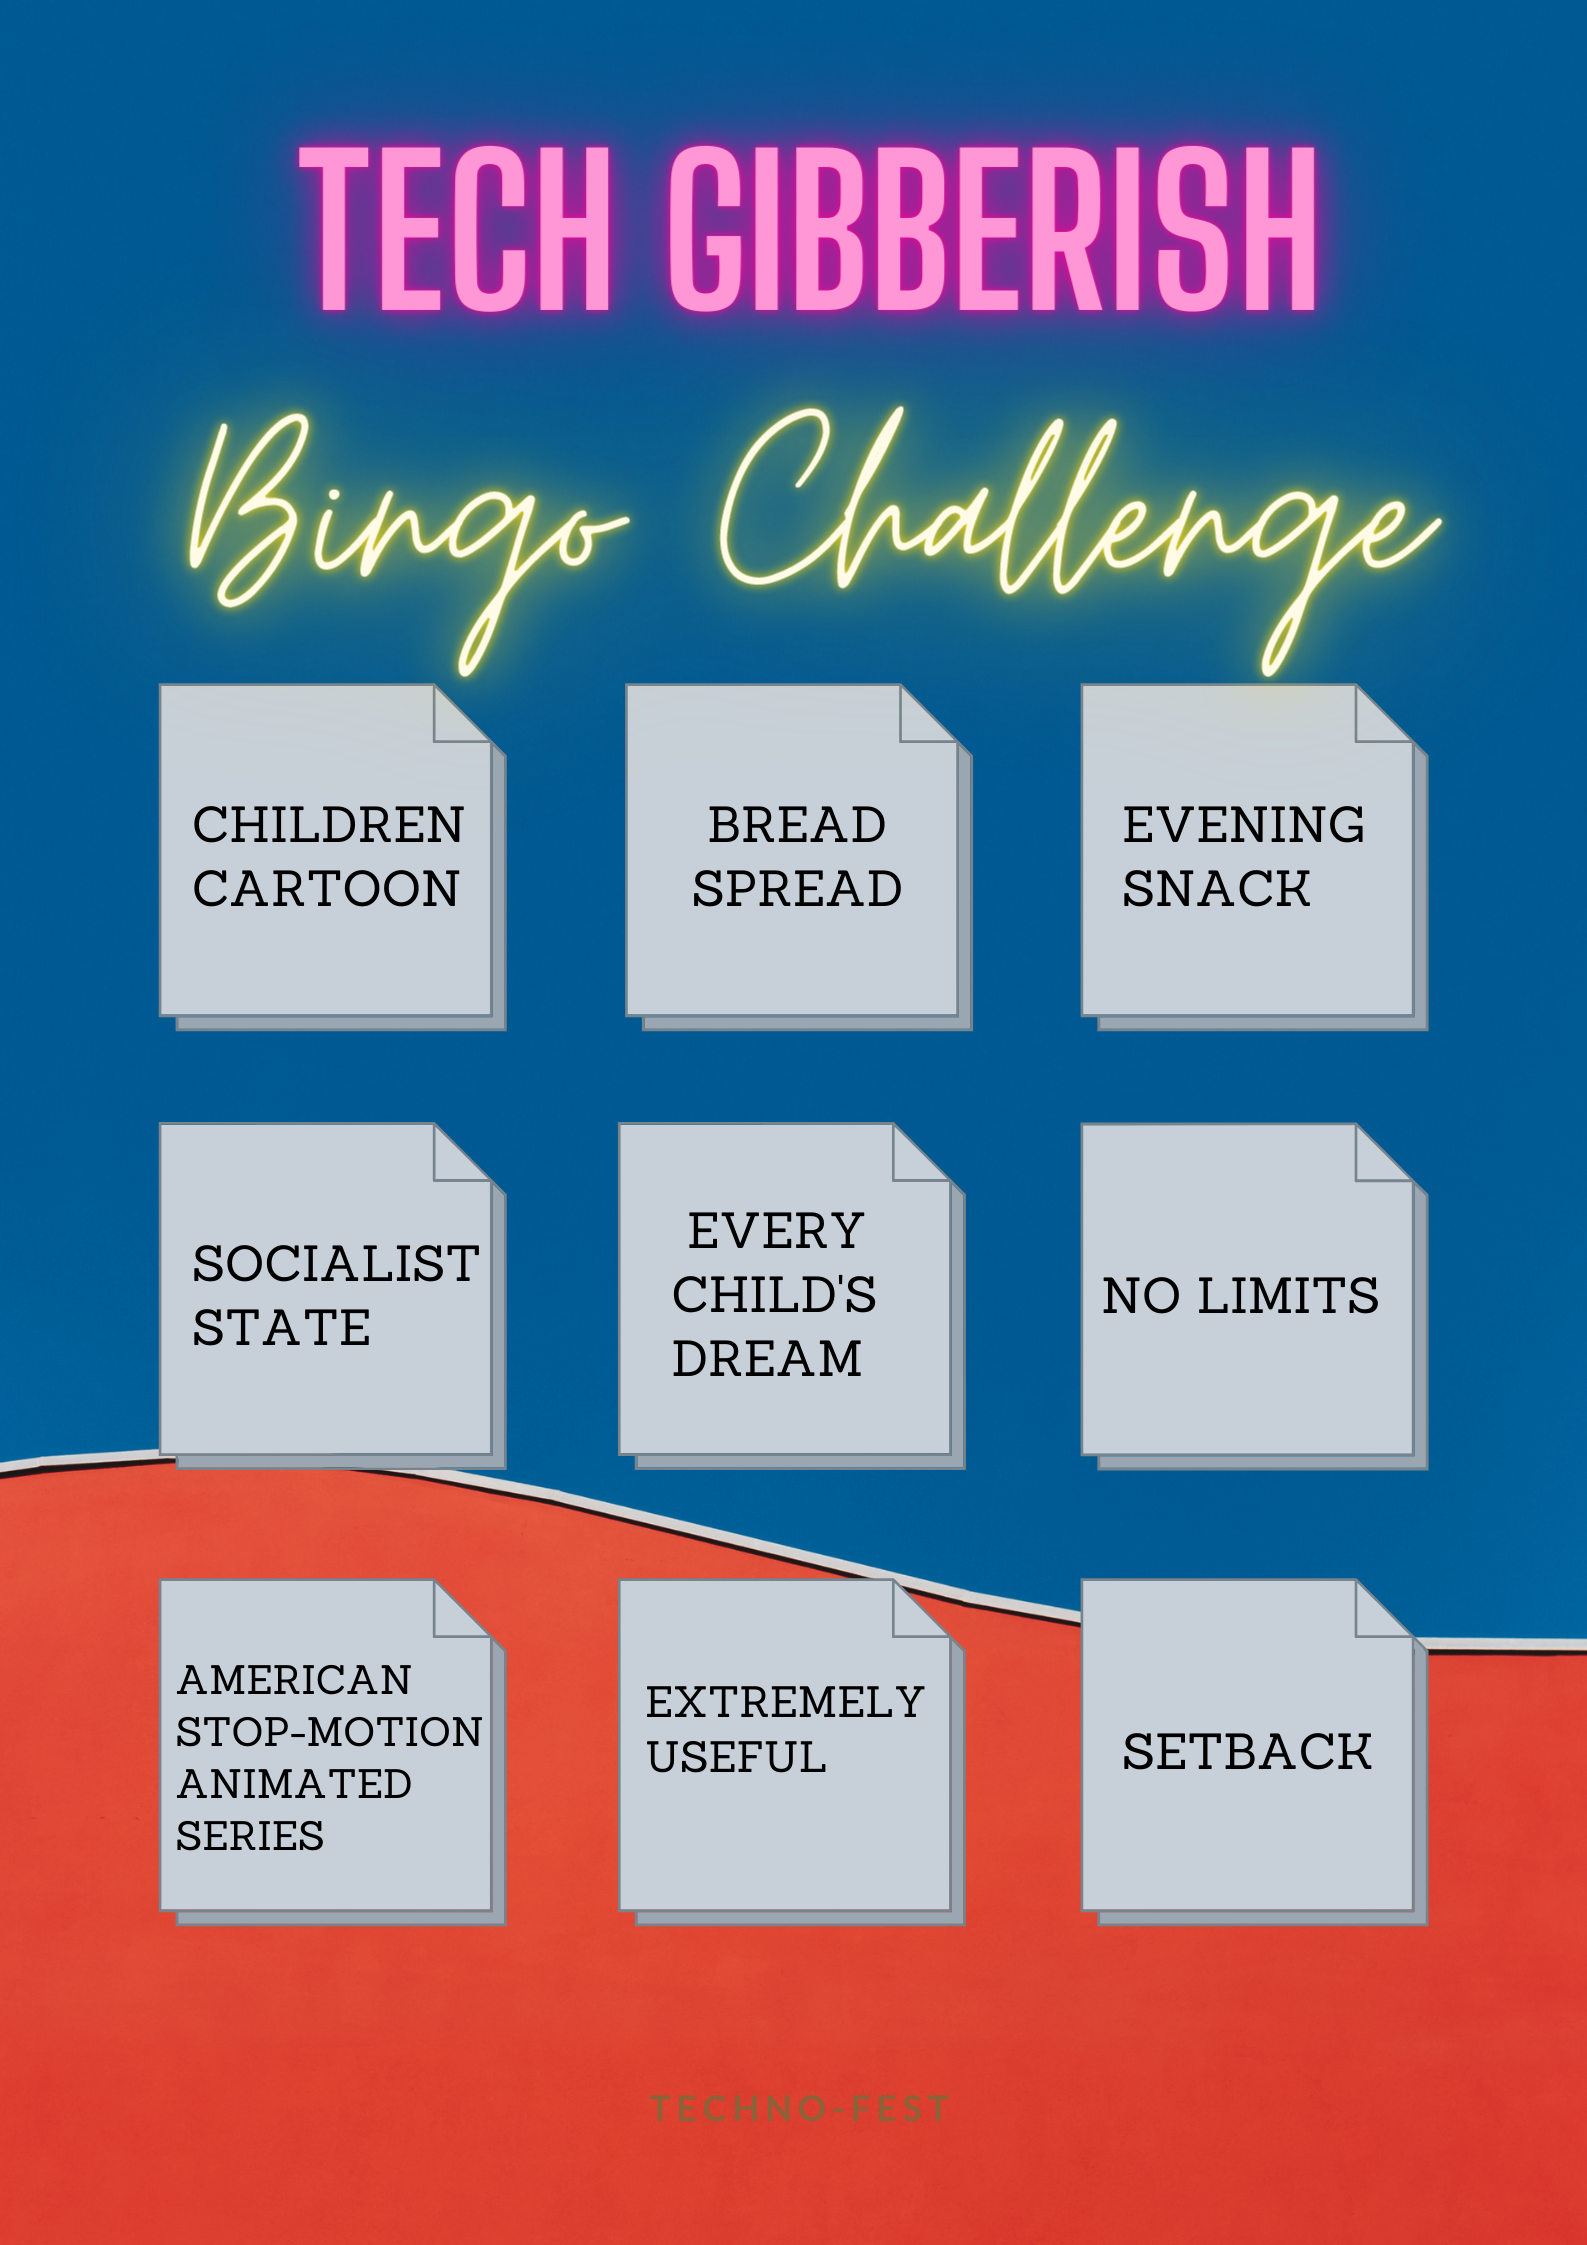 TECH GIBBERISH
Bingo Challenge
CHILDREN
CARTOON
BREAD
SPREAD
EVENING
SNACK
SOCIALIST
STATE
EVERY
CHILD'S
DREAM
NO LIMITS
AMERICAN
STOP-MOTION
ANIMATED
SERIES
EXTREMELY
USEFUL
SETBACK
TECHNO-FEST